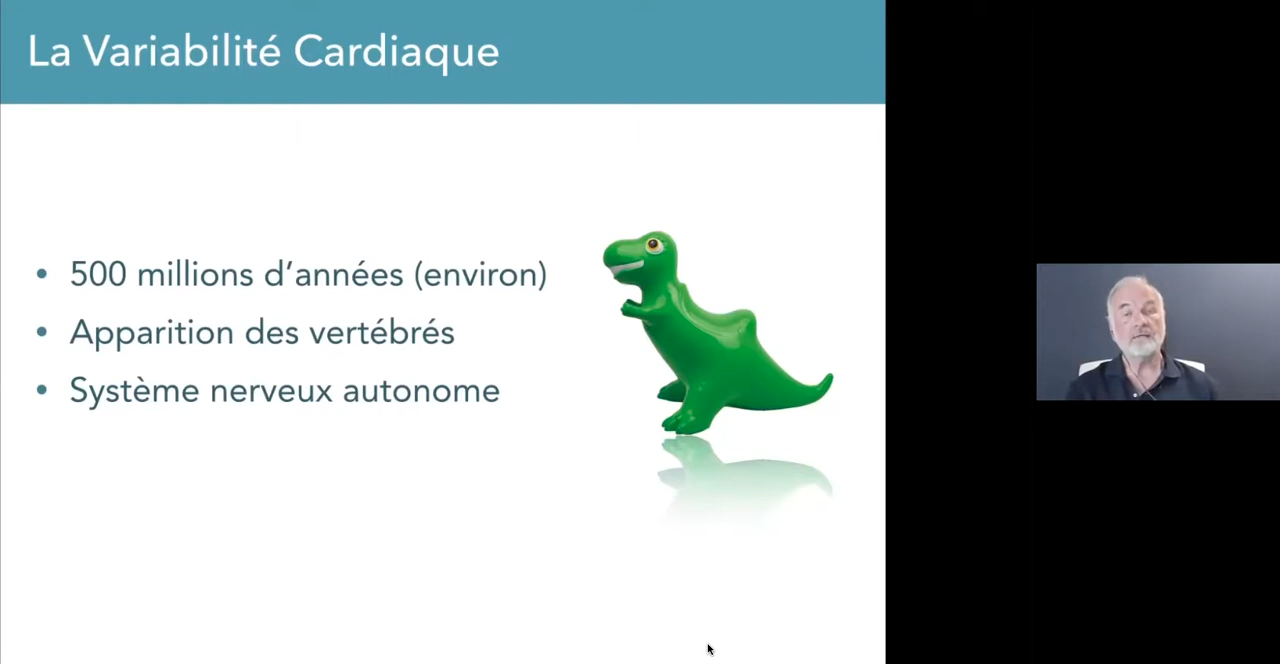 La Variabilité Cardiaque
• 500 millions d’années (environ)
• Apparition des vertébrés
• Système nerveux autonome